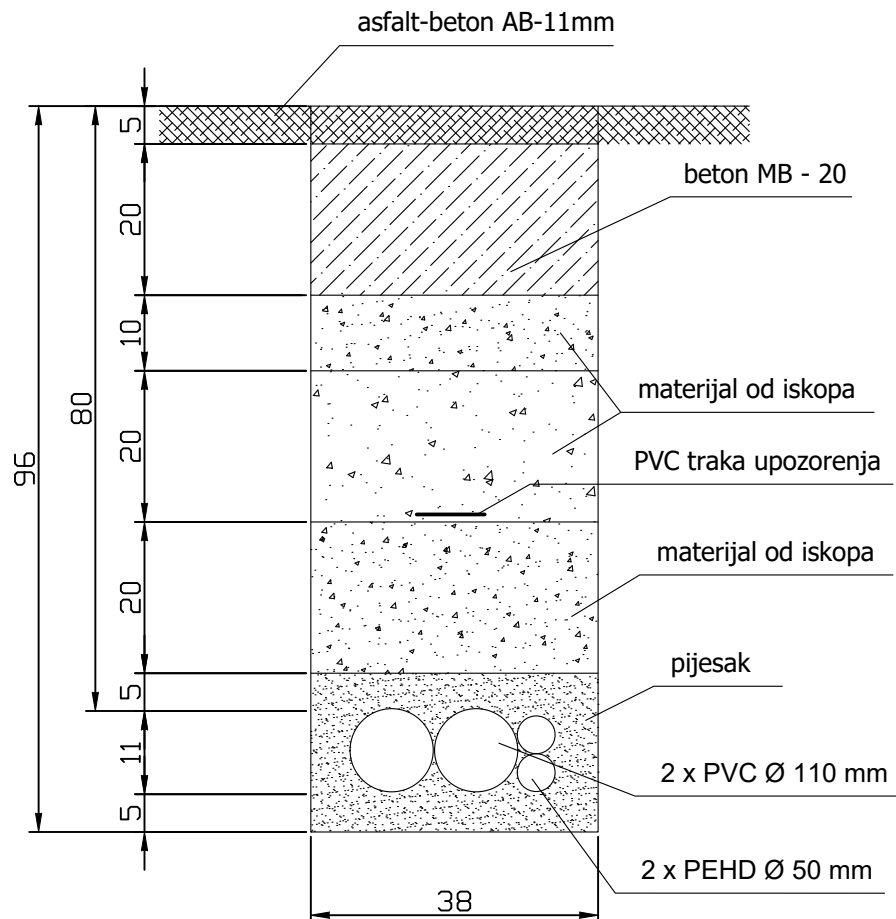 asfalt-beton AB-11mm
5
beton MB - 20
20
10
80
materijal od iskopa
96
20
PVC traka upozorenja
materijal od iskopa
20
pijesak
5
11
2 x PVC Ø 110 mm
5
2 x PEHD Ø 50 mm
38